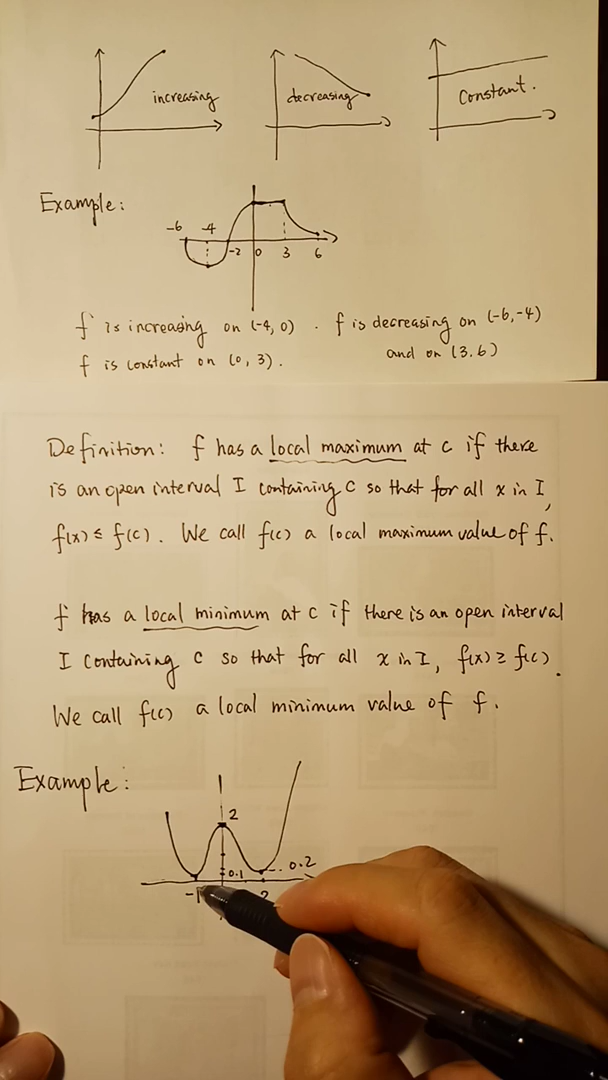 increasing
decreasing
Constant.
Example:
-6 -4 -2 0 3 6
f is increasing on (-4, 0). f is decreasing on (-6,-4)
f is constant on (0, 3). and on (3,6)
Definition: f has a local maximum at c if there
is an open interval I containing c so that for all x in I,
f(x) ≤ f(c). We call f(c) a local maximum value of f.
f has a local minimum at c if there is an open interval
I containing c so that for all x in I, f(x) ≥ f(c).
We call f(c) a local minimum value of f.
Example:
2
0.1 0.2
-1 2